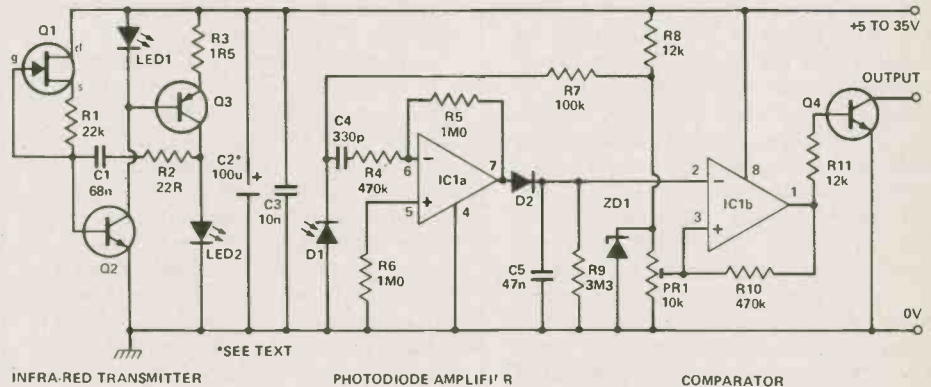 Q1
g
d
s
R1
22k
C1
68n
Q2
LED1
R2
22R
R3
1R5
Q3
LED2
C2*
100u
+
C3
10n
D1
C4
330p
R4
470k
R5
1M0
R6
1M0
R7
100k
6
5
−
+
IC1a
7
4
D2
C5
47n
R9
3M3
ZD1
R8
12k
PR1
10k
2
3
−
+
IC1b
8
1
R10
470k
R11
12k
Q4
+5 TO 35V
OUTPUT
0V
*SEE TEXT
INFRA-RED TRANSMITTER
PHOTODIODE AMPLIFI R
COMPARATOR